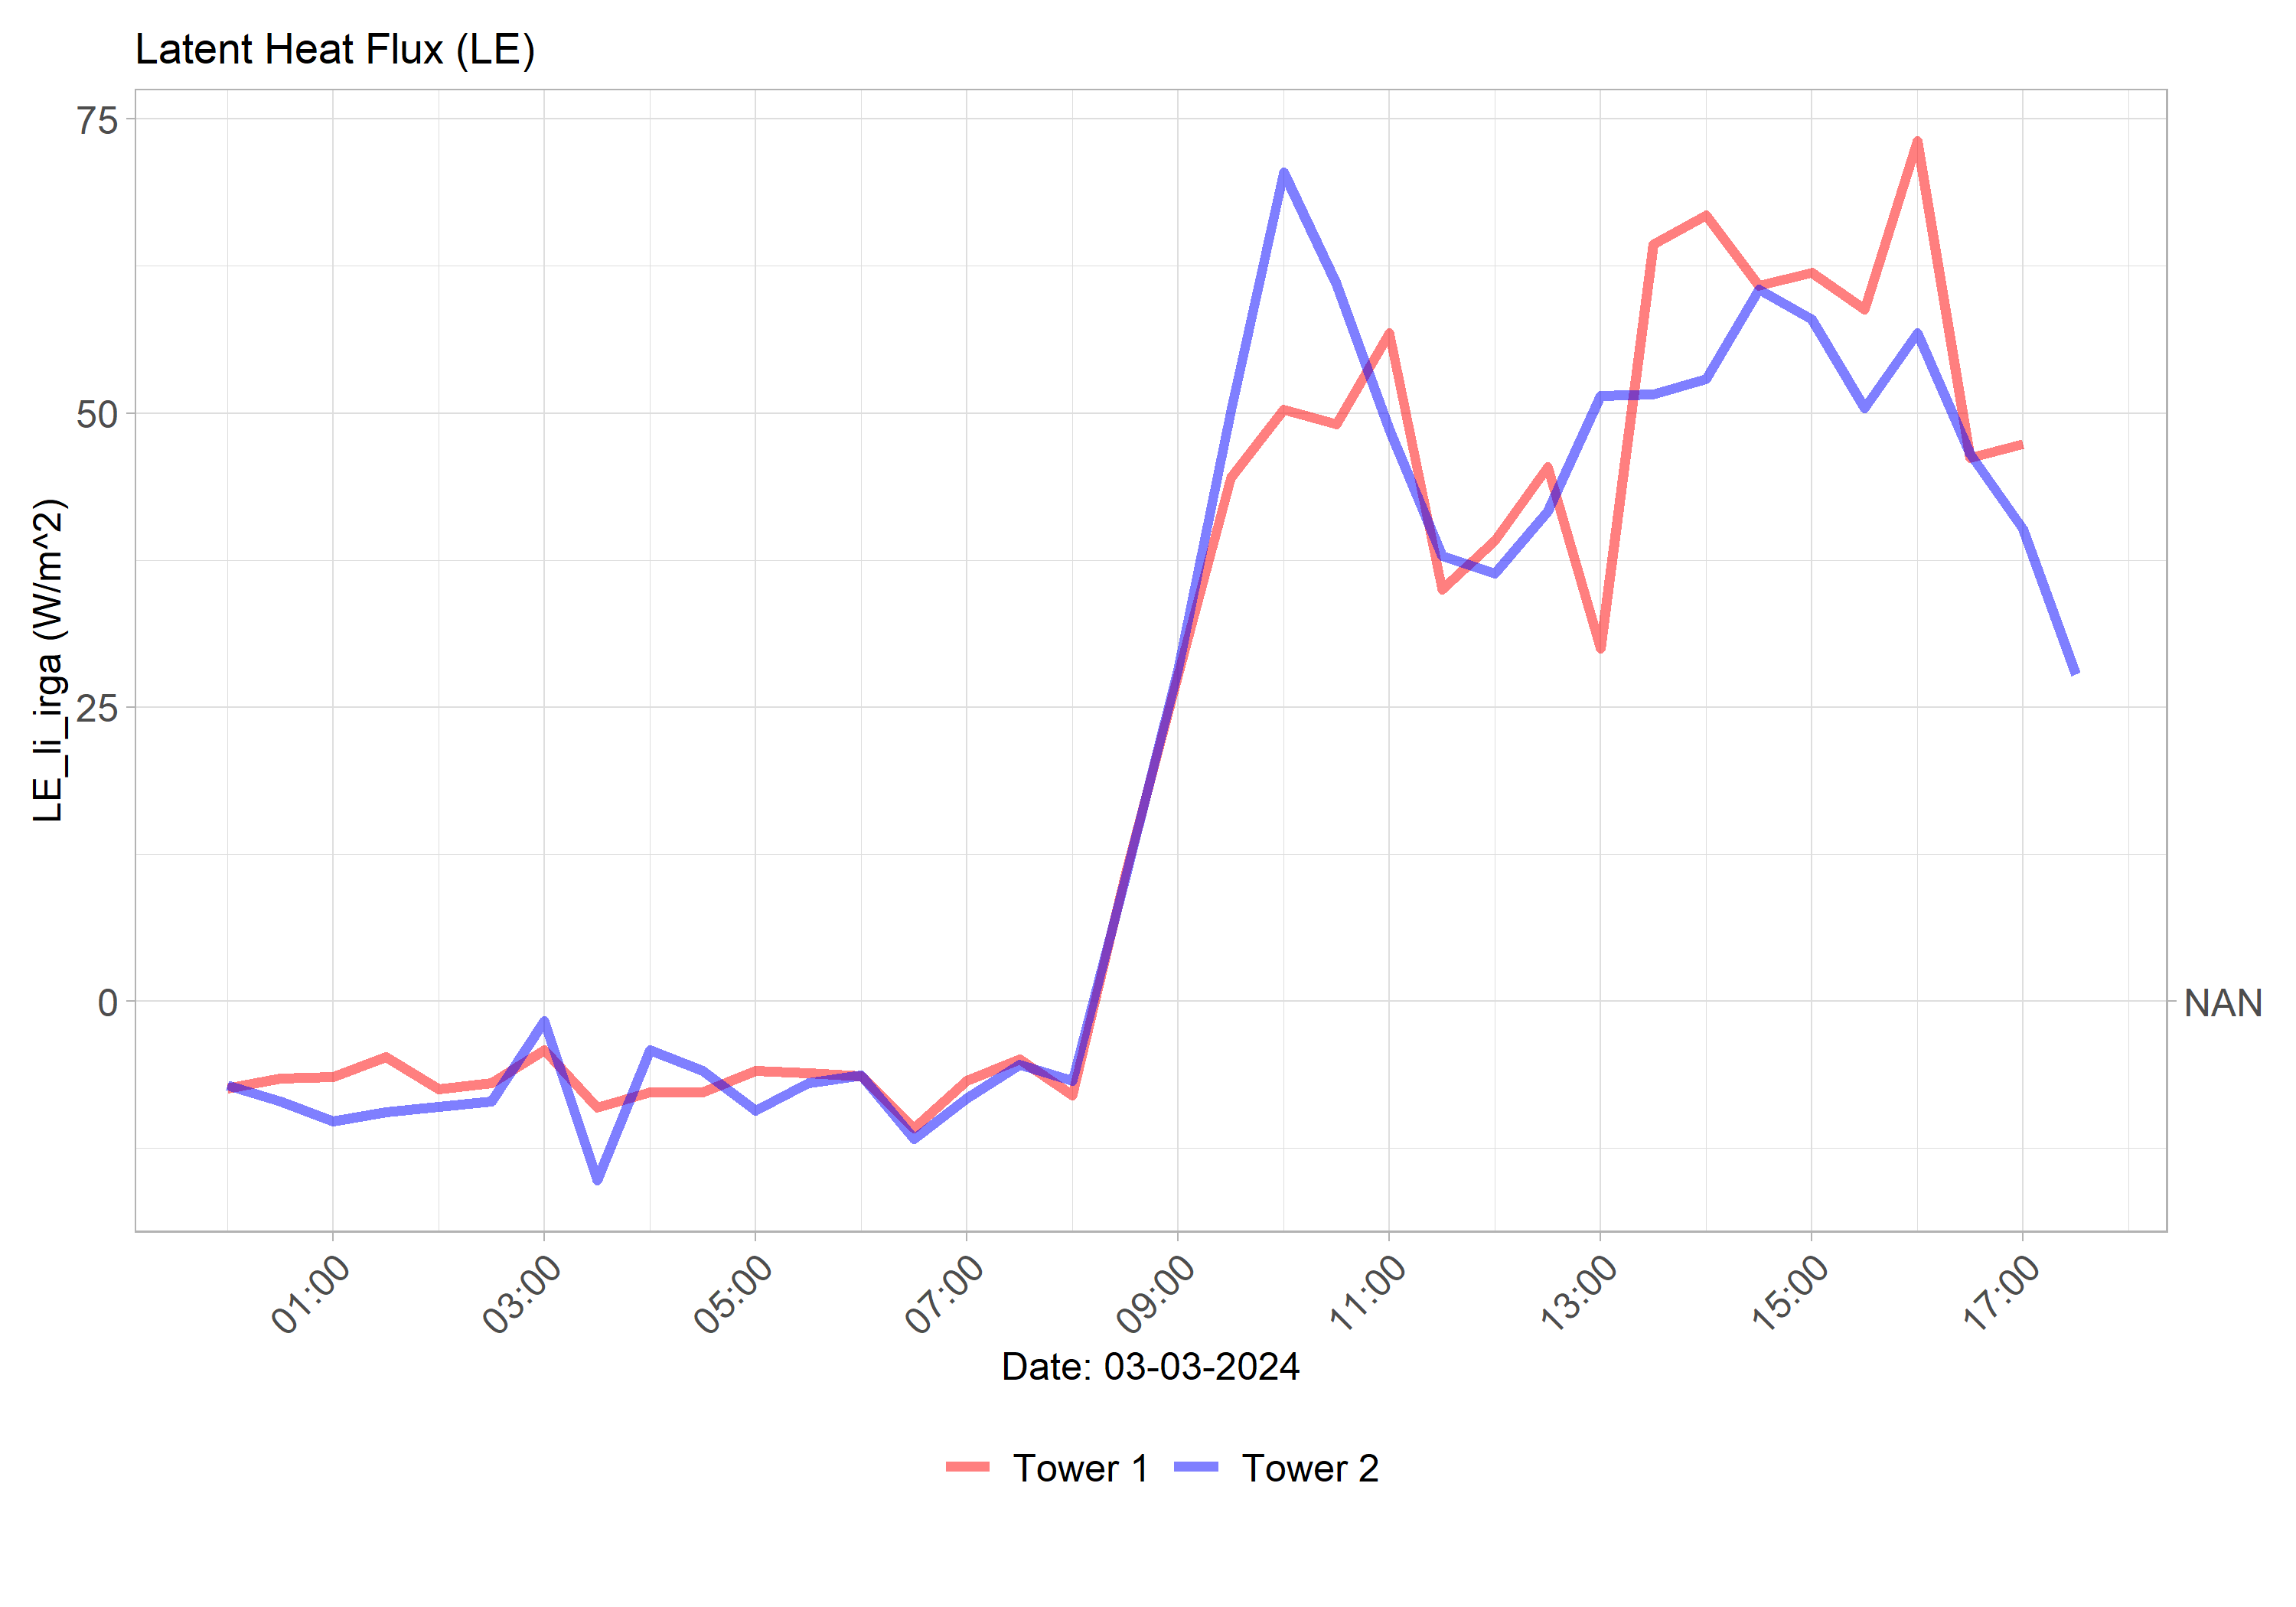 Latent Heat Flux (LE)
75
50
25
0
LE_li_irga (W/m^2)
NAN
01:00
03:00
05:00
07:00
09:00
11:00
13:00
15:00
17:00
Date: 03-03-2024
Tower 1
Tower 2